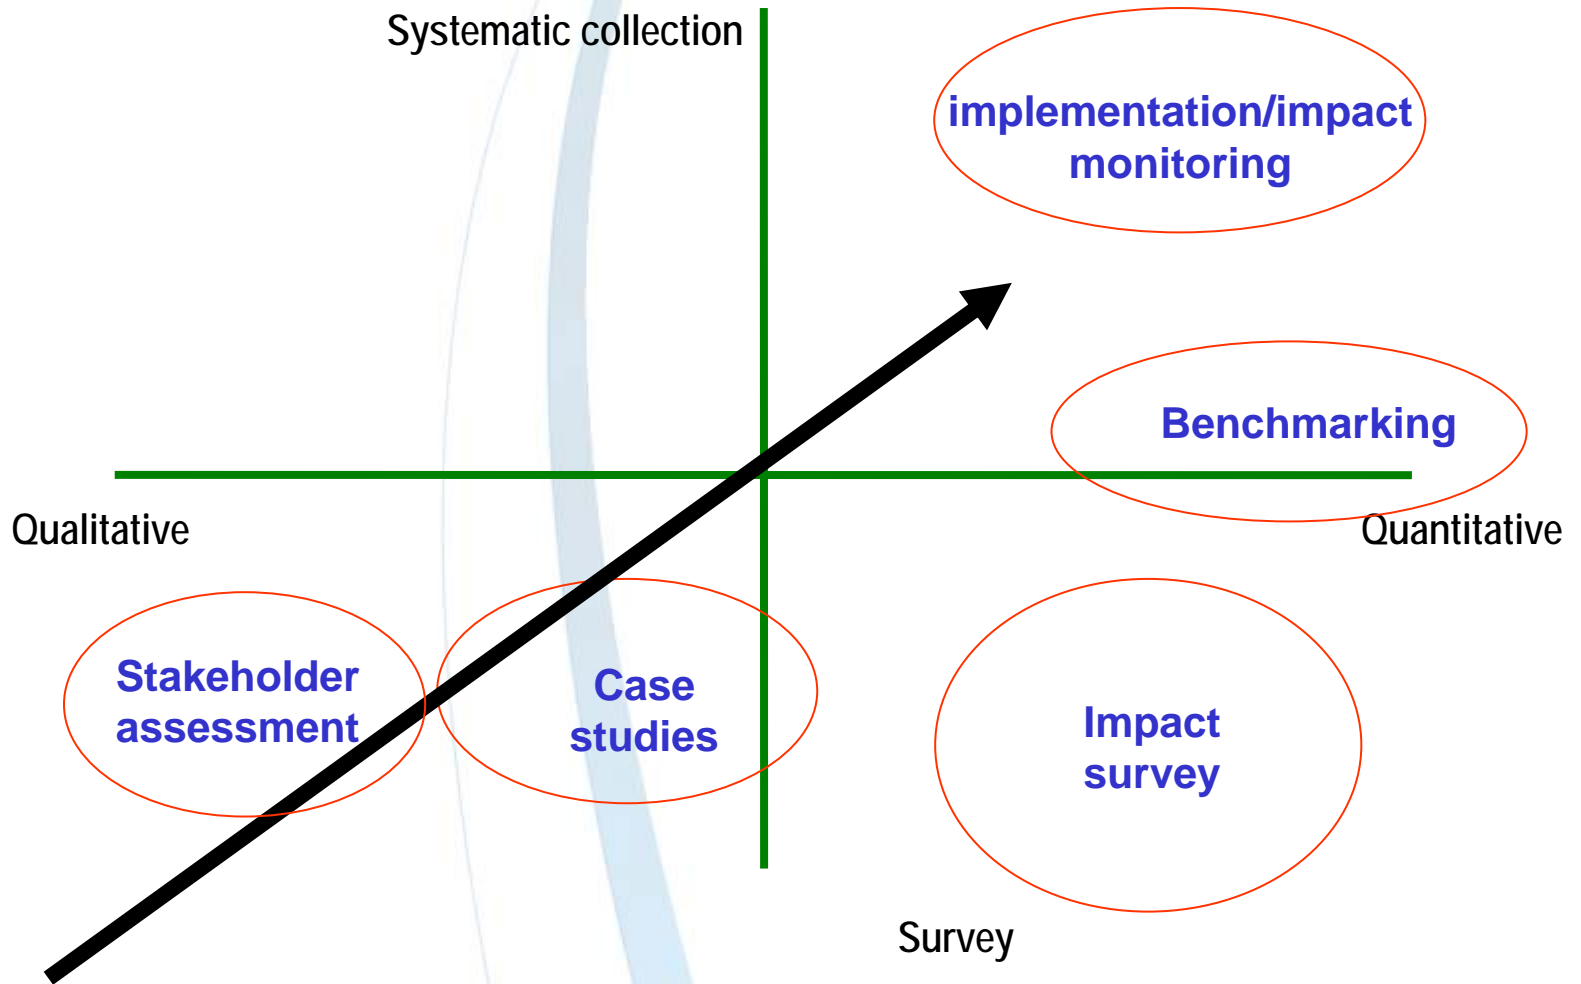 Systematic collection
implementation/impact
monitoring
Benchmarking
Qualitative
Quantitative
Stakeholder
assessment
Case
studies
Impact
survey
Survey